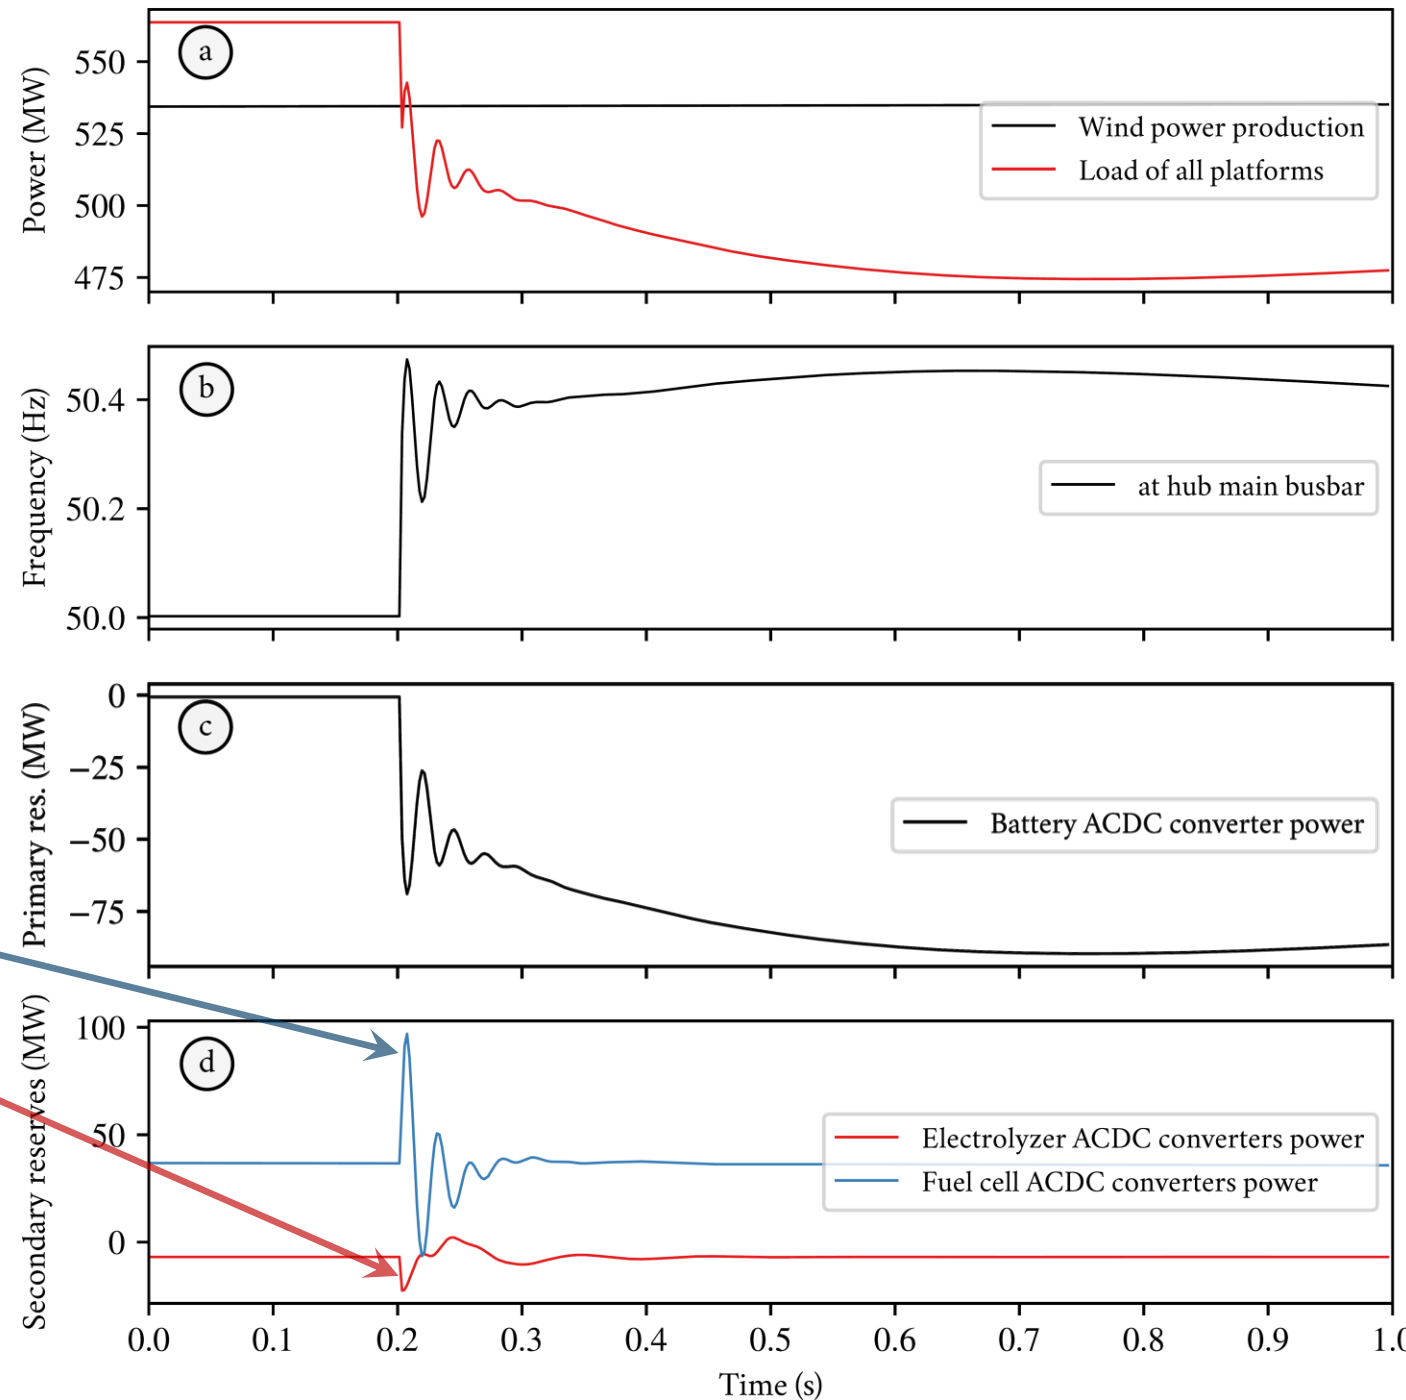 a
Power (MW)
550
525
500
475
Wind power production
Load of all platforms
b
Frequency (Hz)
50.4
50.2
50.0
at hub main busbar
c
Primary res. (MW)
0
−25
−50
−75
Battery ACDC converter power
d
Secondary reserves (MW)
100
50
0
Electrolyzer ACDC converters power
Fuel cell ACDC converters power
0.0 0.1 0.2 0.3 0.4 0.5 0.6 0.7 0.8 0.9 1.0
Time (s)